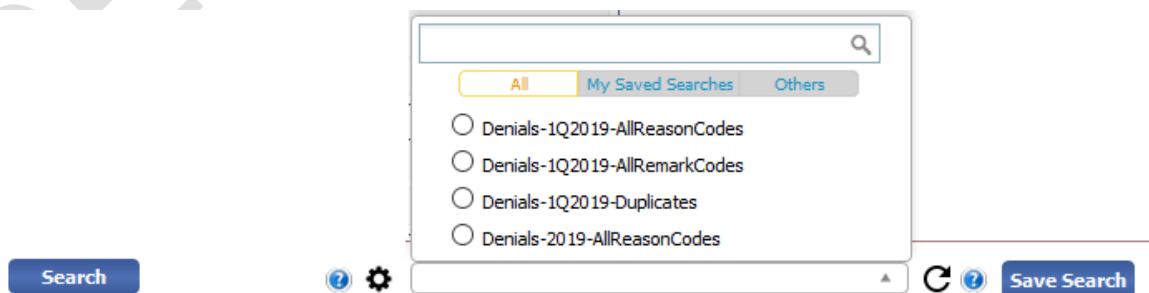 All My Saved Searches Others
Denials-1Q2019-AllReasonCodes
Denials-1Q2019-AllRemarkCodes
Denials-1Q2019-Duplicates
Denials-2019-AllReasonCodes
Search ? ? Save Search